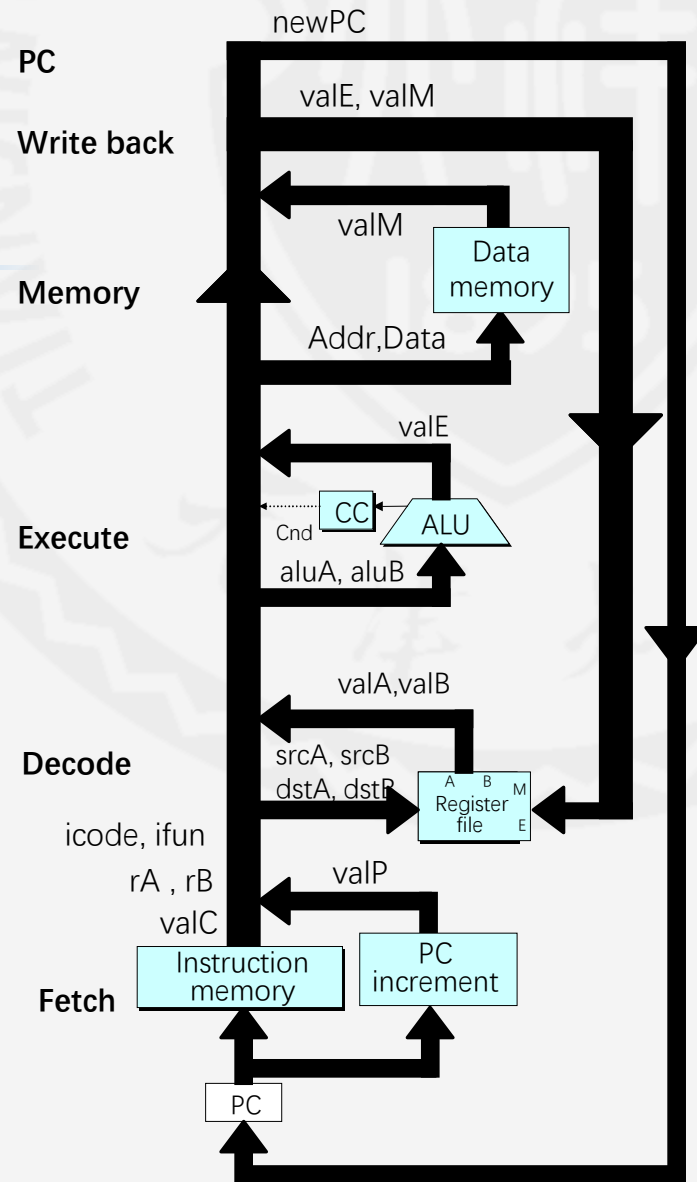 newPC
PC
valE, valM
Write back
valM
Data
memory
Memory
Addr,Data
valE
CC
ALU
Cnd
Execute
aluA, aluB
valA,valB
Decode
srcA, srcB
dstA, dstB
A B M
Register
file
E
icode, ifun
rA , rB
valP
valC
Instruction
memory
PC
increment
Fetch
PC